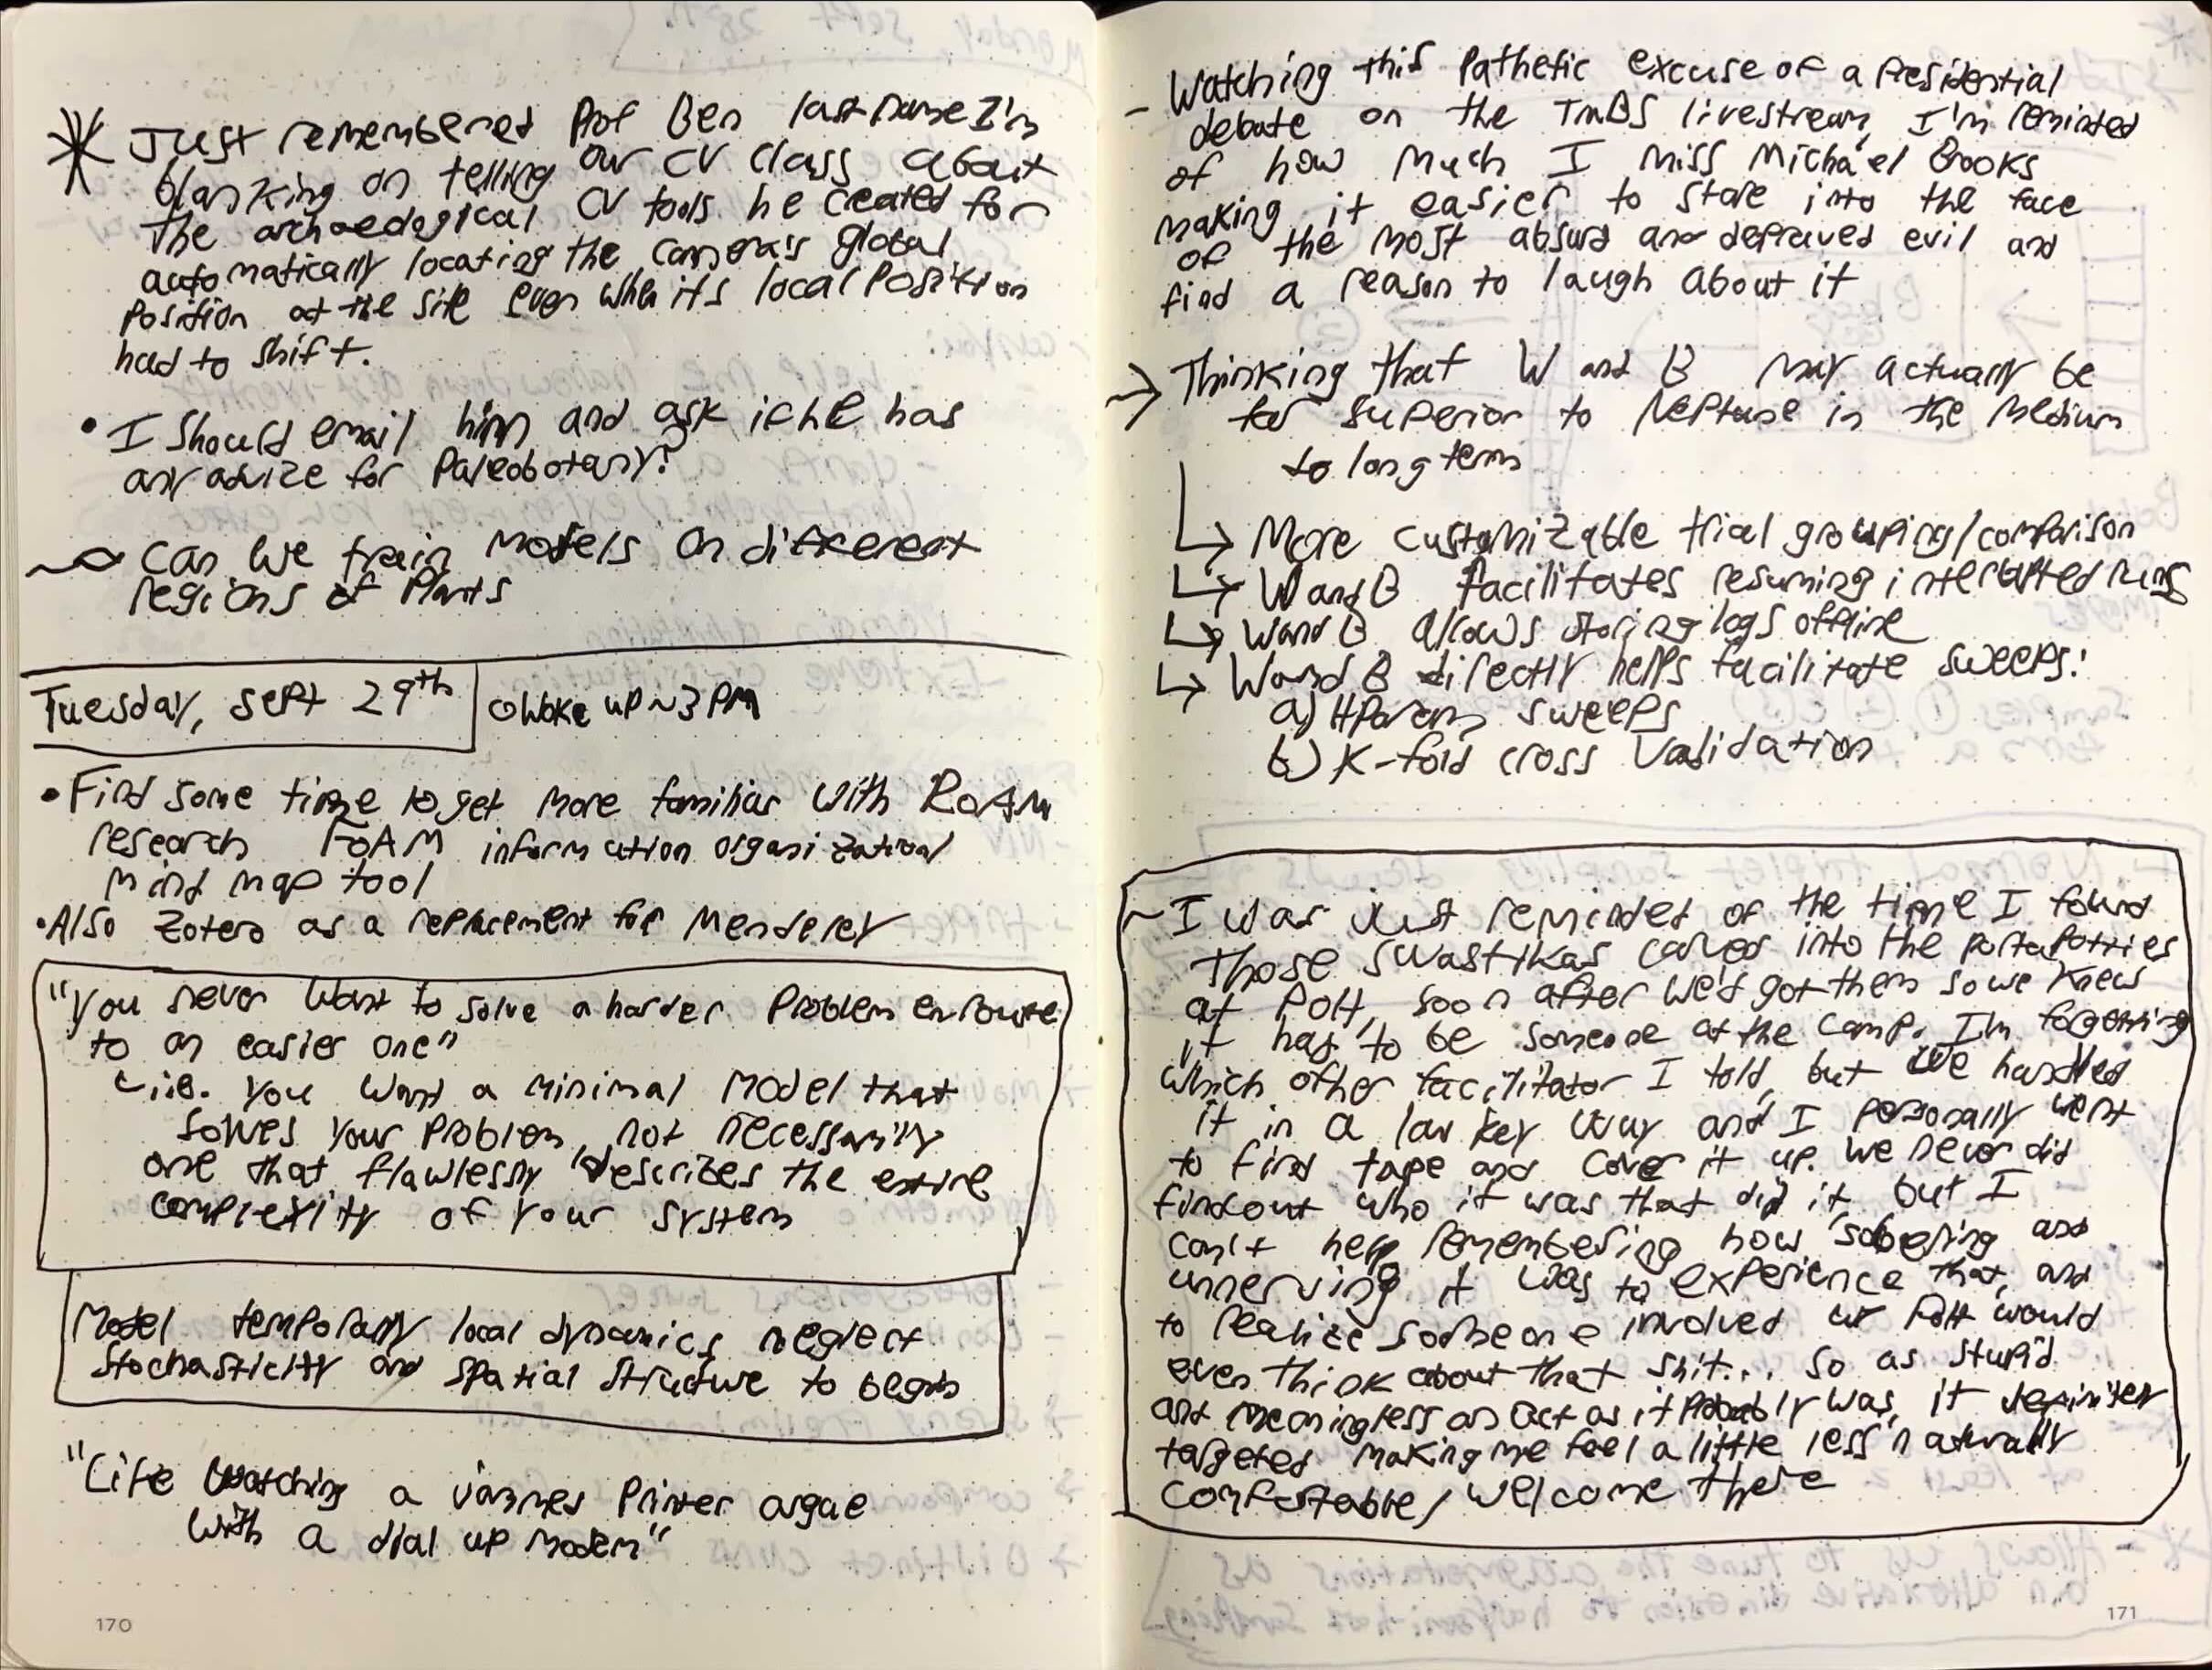 Just remembered Prof Ben last name I'm
blanking on telling our CV class about
the archaeological CV tools he created for
automatically locating the camera's global
position at the site even when its local position
had to shift.
• I should email him and ask if he has
any advice for Paleobotany?
Can we train models on different
regions of plants
Tuesday, Sept 29th
Woke up ~3 PM
• Find some time to get more familiar with ROAM
research FOAM information organizational
mind map tool
• Also Zotero as a replacement for Mendeley
"You never want to solve a harder problem en route
to an easier one"
i.e. you want a minimal model that
solves your problem, not necessarily
one that flawlessly describes the entire
complexity of your system
Model temporally local dynamics neglect
stochasticity and spatial structure to begin
"Like watching a jammed printer argue
with a dial up modem"
170
- Watching this pathetic excuse of a presidential
debate on the TMBS livestream, I'm reminded
of how much I miss Michael Brooks
making it easier to stare into the face
of the most absurd and depraved evil and
find a reason to laugh about it
→ Thinking that W and B may actually be
far superior to Neptune in the medium
to long term
↳ More customizable trial grouping/comparison
↳ W and B facilitates resuming interrupted runs
↳ W and B allows storing logs offline
↳ W and B directly helps facilitate sweeps:
a) HParam sweeps
b) K-fold cross validation
~ I was just reminded of the time I found
those swastikas carved into the portapotties
at Pott, soon after we'd got them so we knew
it has to be someone at the camp. I'm forgetting
which other facilitator I told, but we handled
it in a low key way and I personally went
to find tape and cover it up. We never did
find out who it was that did it, but I
can't help remembering how sobering and
unnerving it was to experience that, and
to realize someone involved w Pott would
even think about that shit... so as stupid
and meaningless an act as it probably was, it definitely
targeted making me feel a little less naturally
comfortable/welcome there
171